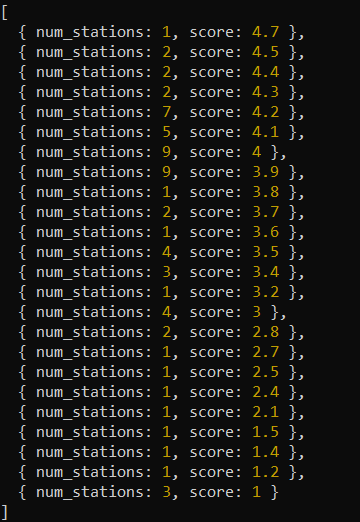 [
  { num_stations: 1, score: 4.7 },
  { num_stations: 2, score: 4.5 },
  { num_stations: 2, score: 4.4 },
  { num_stations: 2, score: 4.3 },
  { num_stations: 7, score: 4.2 },
  { num_stations: 5, score: 4.1 },
  { num_stations: 9, score: 4 },
  { num_stations: 9, score: 3.9 },
  { num_stations: 1, score: 3.8 },
  { num_stations: 2, score: 3.7 },
  { num_stations: 1, score: 3.6 },
  { num_stations: 4, score: 3.5 },
  { num_stations: 3, score: 3.4 },
  { num_stations: 1, score: 3.2 },
  { num_stations: 4, score: 3 },
  { num_stations: 2, score: 2.8 },
  { num_stations: 1, score: 2.7 },
  { num_stations: 1, score: 2.5 },
  { num_stations: 1, score: 2.4 },
  { num_stations: 1, score: 2.1 },
  { num_stations: 1, score: 1.5 },
  { num_stations: 1, score: 1.4 },
  { num_stations: 1, score: 1.2 },
  { num_stations: 3, score: 1 }
]